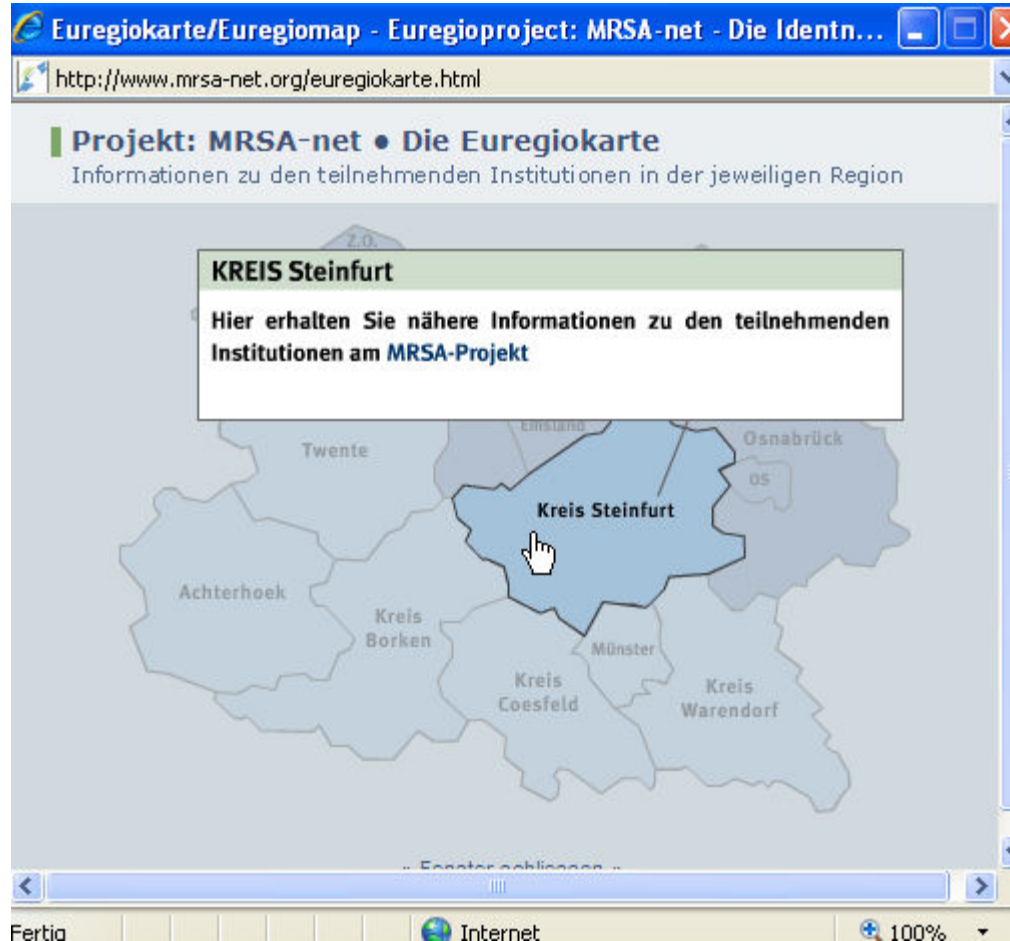 Euregiokarte/Euregiomap - Euregioproject: MRSA-net - Die Identn...
http://www.mrsa-net.org/euregiokarte.html
Projekt: MRSA-net • Die Euregiokarte
Informationen zu den teilnehmenden Institutionen in der jeweiligen Region
Z.O.
KREIS Steinfurt
Hier erhalten Sie nähere Informationen zu den teilnehmenden
Institutionen am MRSA-Projekt
Emsland
Twente
Osnabrück
OS
Kreis Steinfurt
Achterhoek
Kreis
Borken
Münster
Kreis
Coesfeld
Kreis
Warendorf
« Fenster schliessen »
Fertig
Internet
100%